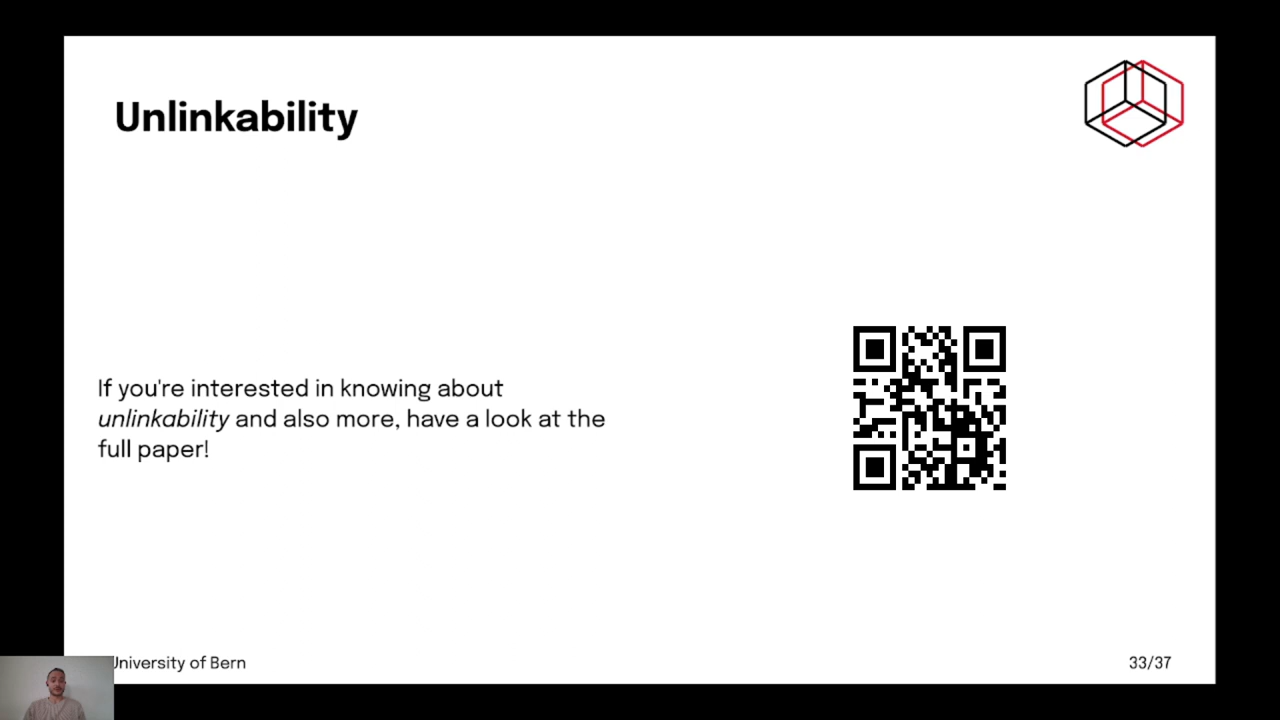 Unlinkability
If you're interested in knowing about
unlinkability and also more, have a look at the
full paper!
University of Bern
33/37